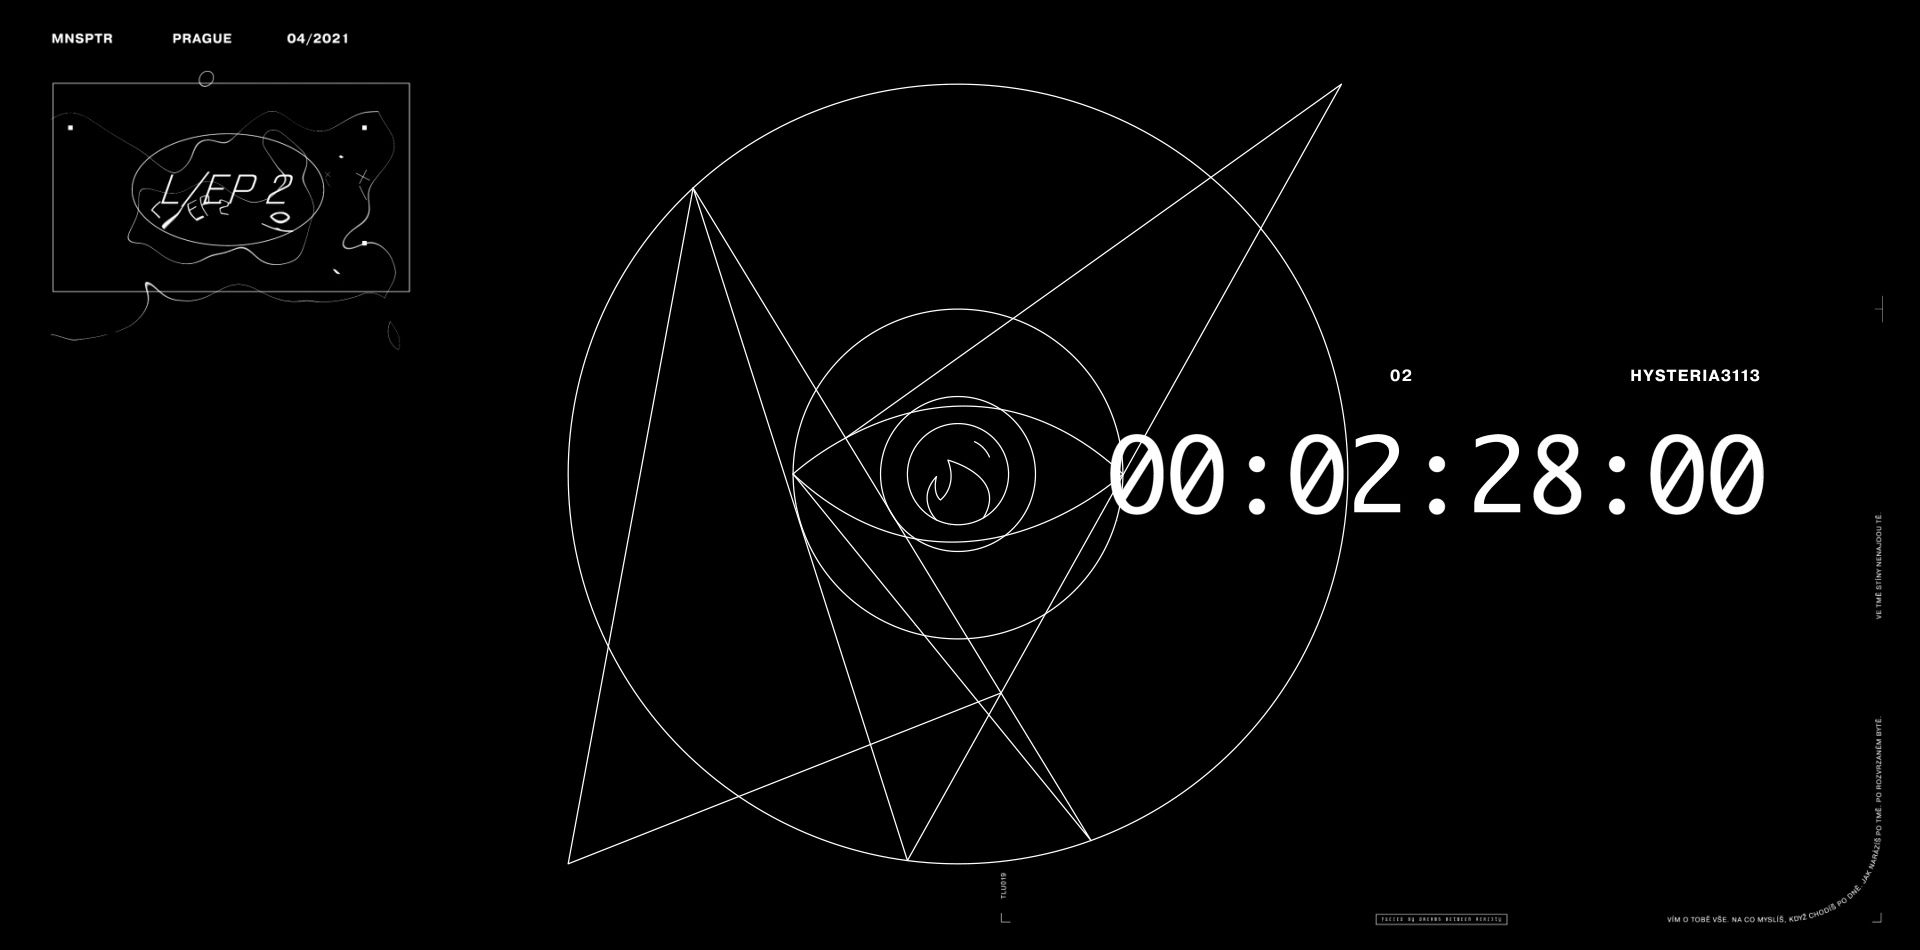 MNSPTR PRAGUE 04/2021
L/EP 2
02 HYSTERIA3113
00:02:28:00
VE TMĚ STÍNY NENAJDOU TĚ.
TLU019
VÍM O TOBĚ VŠE. NA CO MYSLÍŠ, KDYŽ CHODÍŠ PO DNĚ. JAK NARÁZÍŠ PO TMĚ. PO ROZVRZANÉM BYTĚ.